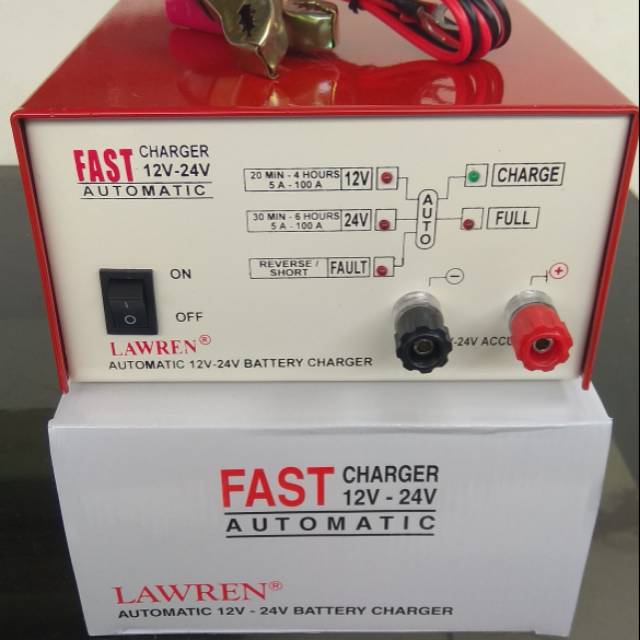 FAST CHARGER
12V-24V
AUTOMATIC
20 MIN - 4 HOURS
5 A - 100 A
12V
CHARGE
30 MIN - 6 HOURS
5 A - 100 A
24V
AUTO
FULL
REVERSE /
SHORT
FAULT
ON
OFF
- +
LAWREN®
-24V ACCU
AUTOMATIC 12V-24V BATTERY CHARGER
FAST CHARGER
12V - 24V
AUTOMATIC
LAWREN®
AUTOMATIC 12V - 24V BATTERY CHARGER